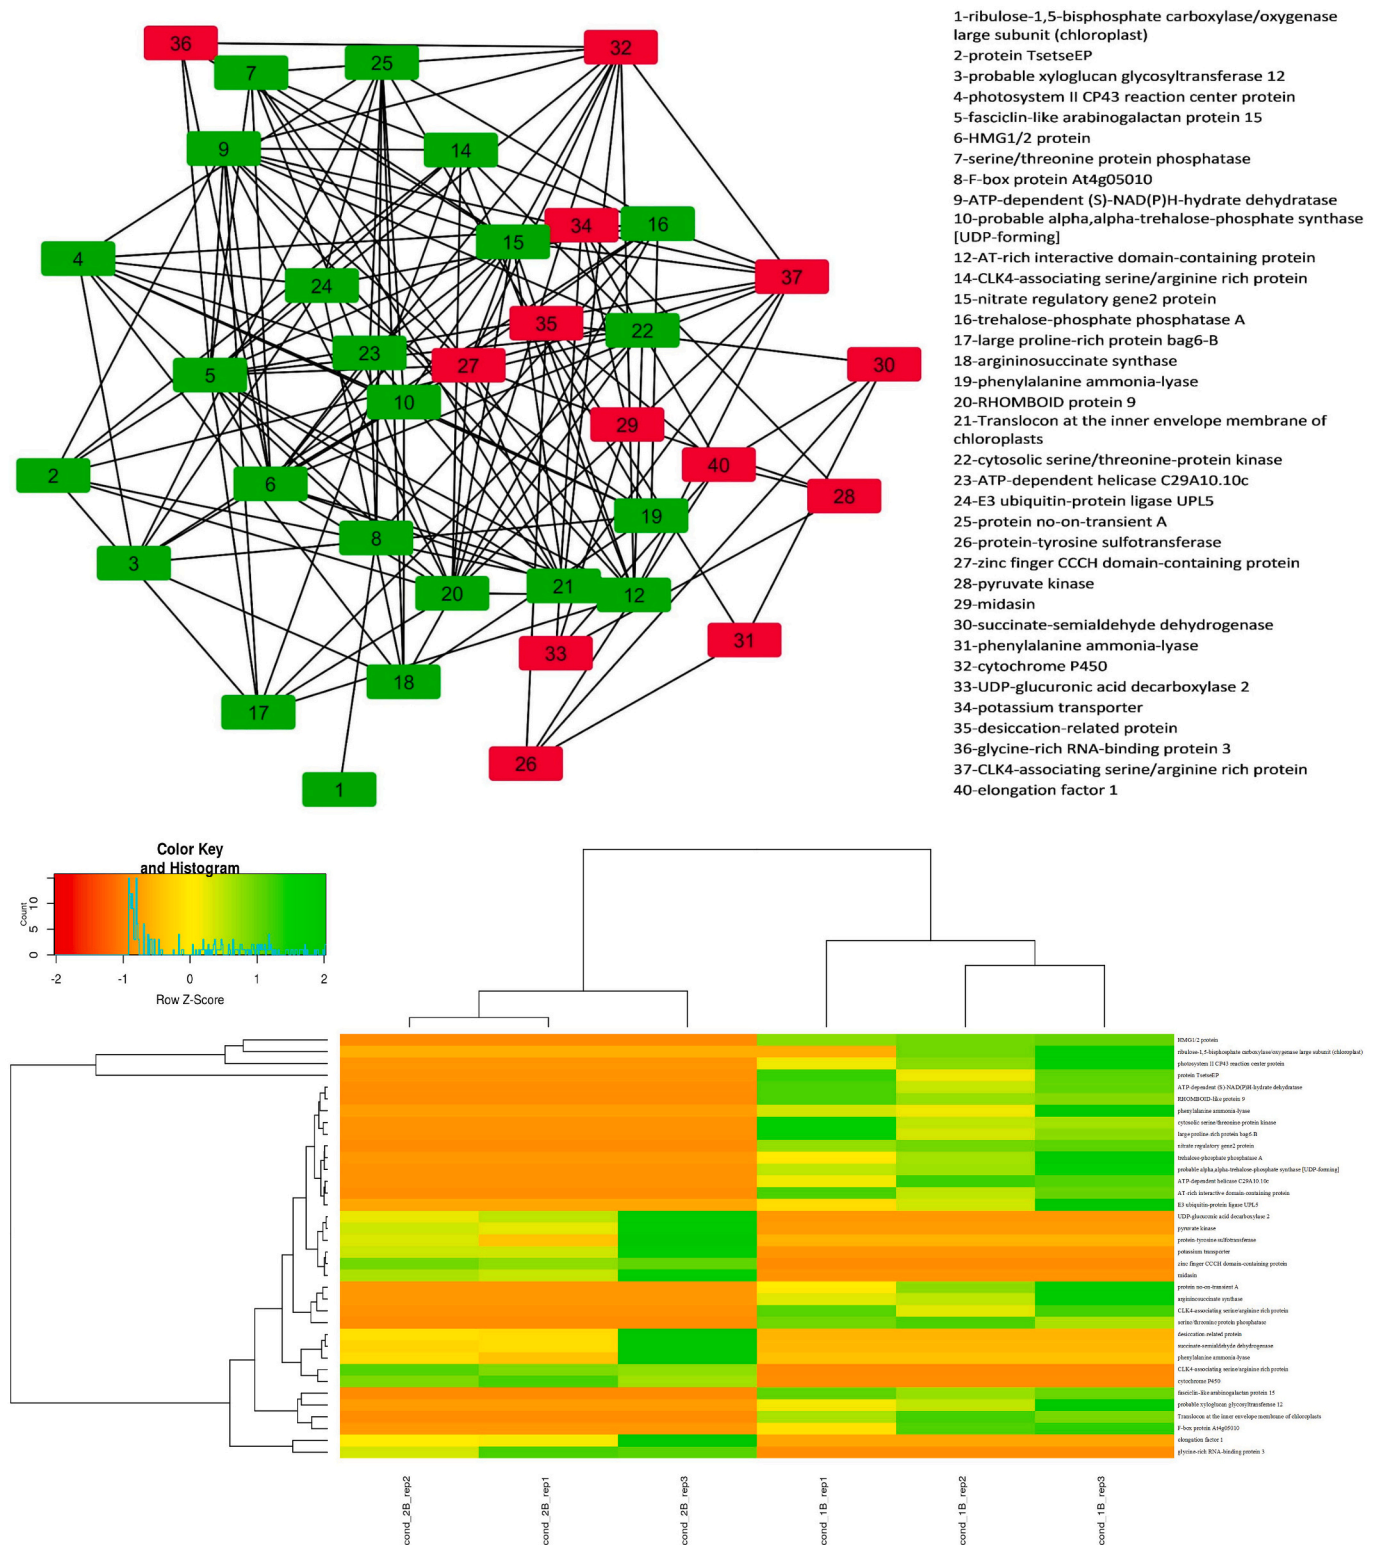 36
32
25
7
9
14
34
16
15
4
37
24
35
22
23
30
27
5
10
29
40
2
6
28
19
8
3
21
20
12
31
33
18
17
26
1
1-ribulose-1,5-bisphosphate carboxylase/oxygenase
large subunit (chloroplast)
2-protein TsetseEP
3-probable xyloglucan glycosyltransferase 12
4-photosystem II CP43 reaction center protein
5-fasciclin-like arabinogalactan protein 15
6-HMG1/2 protein
7-serine/threonine protein phosphatase
8-F-box protein At4g05010
9-ATP-dependent (S)-NAD(P)H-hydrate dehydratase
10-probable alpha,alpha-trehalose-phosphate synthase
[UDP-forming]
12-AT-rich interactive domain-containing protein
14-CLK4-associating serine/arginine rich protein
15-nitrate regulatory gene2 protein
16-trehalose-phosphate phosphatase A
17-large proline-rich protein bag6-B
18-argininosuccinate synthase
19-phenylalanine ammonia-lyase
20-RHOMBOID protein 9
21-Translocon at the inner envelope membrane of
chloroplasts
22-cytosolic serine/threonine-protein kinase
23-ATP-dependent helicase C29A10.10c
24-E3 ubiquitin-protein ligase UPL5
25-protein no-on-transient A
26-protein-tyrosine sulfotransferase
27-zinc finger CCCH domain-containing protein
28-pyruvate kinase
29-midasin
30-succinate-semialdehyde dehydrogenase
31-phenylalanine ammonia-lyase
32-cytochrome P450
33-UDP-glucuronic acid decarboxylase 2
34-potassium transporter
35-desiccation-related protein
36-glycine-rich RNA-binding protein 3
37-CLK4-associating serine/arginine rich protein
40-elongation factor 1
Color Key
and Histogram
Count
0 5 10
-2 -1 0 1 2
Row Z-Score
HMG1/2 protein
ribulose-1,5-bisphosphate carboxylase/oxygenase large subunit (chloroplast)
photosystem II CP43 reaction center protein
protein TsetseEP
ATP-dependent (S)-NAD(P)H-hydrate dehydratase
RHOMBOID-like protein 9
phenylalanine ammonia-lyase
cytosolic serine/threonine-protein kinase
large proline-rich protein bag6-B
nitrate regulatory gene2 protein
trehalose-phosphate phosphatase A
probable alpha,alpha-trehalose-phosphate synthase [UDP-forming]
ATP-dependent helicase C29A10.10c
AT-rich interactive domain-containing protein
E3 ubiquitin-protein ligase UPL5
UDP-glucuronic acid decarboxylase 2
pyruvate kinase
protein-tyrosine sulfotransferase
potassium transporter
zinc finger CCCH domain-containing protein
midasin
protein no-on-transient A
argininosuccinate synthase
CLK4-associating serine/arginine rich protein
serine/threonine protein phosphatase
desiccation-related protein
succinate-semialdehyde dehydrogenase
phenylalanine ammonia-lyase
CLK4-associating serine/arginine rich protein
cytochrome P450
fasciclin-like arabinogalactan protein 15
probable xyloglucan glycosyltransferase 12
Translocon at the inner envelope membrane of chloroplasts
F-box protein At4g05010
elongation factor 1
glycine-rich RNA-binding protein 3
cond_2B_rep2
cond_2B_rep1
cond_2B_rep3
cond_1B_rep1
cond_1B_rep2
cond_1B_rep3